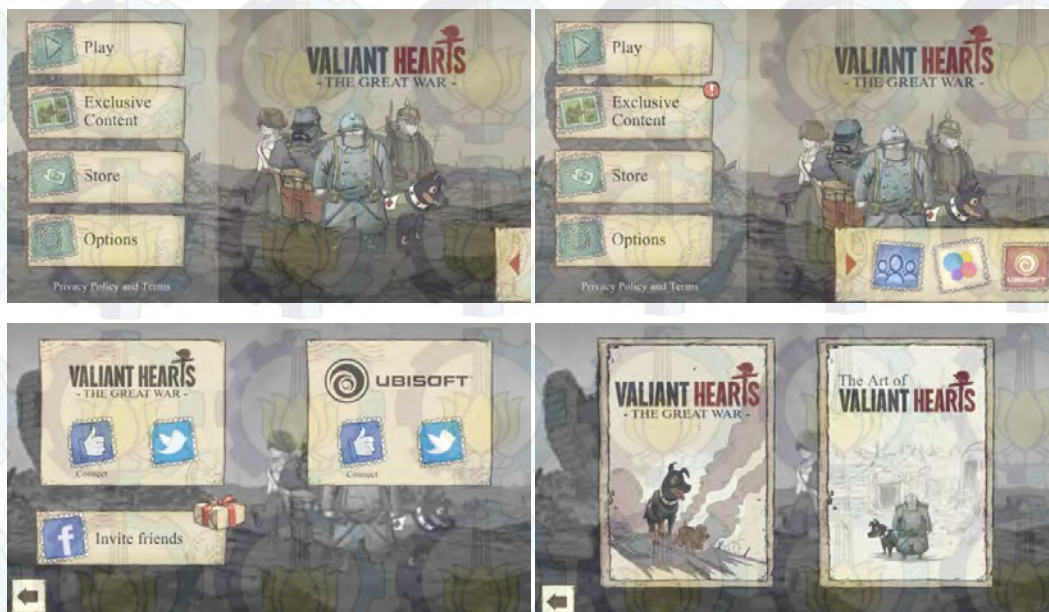 Play
Exclusive
Content
Store
Options
Privacy Policy and Terms
VALIANT HEARTS
- THE GREAT WAR -
Play
Exclusive
Content
Store
Options
Privacy Policy and Terms
VALIANT HEARTS
- THE GREAT WAR -
UBISOFT
VALIANT HEARTS
- THE GREAT WAR -
Connect
UBISOFT
Connect
Invite friends
VALIANT HEARTS
- THE GREAT WAR -
The Art of
VALIANT HEARTS